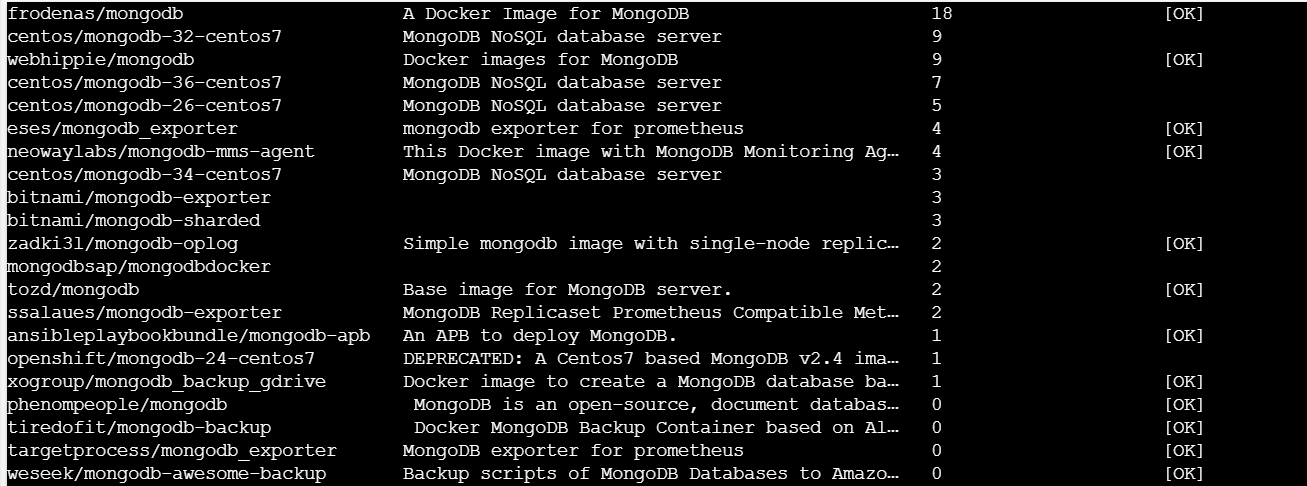 frodenas/mongodb A Docker Image for MongoDB 18 [OK]
centos/mongodb-32-centos7 MongoDB NoSQL database server 9
webhippie/mongodb Docker images for MongoDB 9 [OK]
centos/mongodb-36-centos7 MongoDB NoSQL database server 7
centos/mongodb-26-centos7 MongoDB NoSQL database server 5
eses/mongodb_exporter mongodb exporter for prometheus 4 [OK]
neowaylabs/mongodb-mms-agent This Docker image with MongoDB Monitoring Ag… 4 [OK]
centos/mongodb-34-centos7 MongoDB NoSQL database server 3
bitnami/mongodb-exporter 3
bitnami/mongodb-sharded 3
zadki3l/mongodb-oplog Simple mongodb image with single-node replic… 2 [OK]
mongodbsap/mongodbdocker 2
tozd/mongodb Base image for MongoDB server. 2 [OK]
ssalaues/mongodb-exporter MongoDB Replicaset Prometheus Compatible Met… 2
ansibleplaybookbundle/mongodb-apb An APB to deploy MongoDB. 1 [OK]
openshift/mongodb-24-centos7 DEPRECATED: A Centos7 based MongoDB v2.4 ima… 1
xogroup/mongodb_backup_gdrive Docker image to create a MongoDB database ba… 1 [OK]
phenompeople/mongodb MongoDB is an open-source, document databas… 0 [OK]
tiredofit/mongodb-backup Docker MongoDB Backup Container based on Al… 0 [OK]
targetprocess/mongodb_exporter MongoDB exporter for prometheus 0 [OK]
weseek/mongodb-awesome-backup Backup scripts of MongoDB Databases to Amazo… 0 [OK]